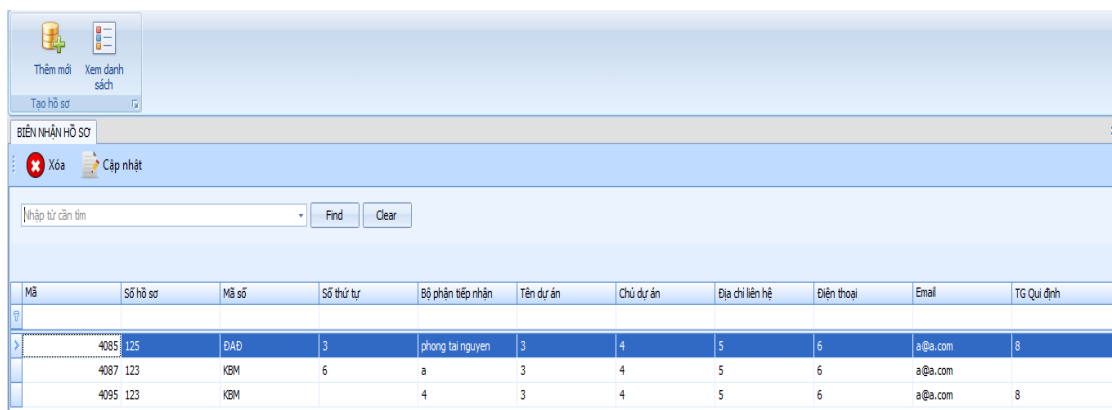 Thêm mới Xem danh sách
Tạo hồ sơ
BIÊN NHẬN HỒ SƠ
Xóa Cập nhật
Nhập từ cần tìm Find Clear
Mã Số hồ sơ Mã số Số thứ tự Bộ phận tiếp nhận Tên dự án Chủ dự án Địa chỉ liên hệ Điện thoại Email TG Qui định
4085 125 ĐAĐ 3 phong tai nguyen 3 4 5 6 a@a.com 8
4087 123 KBM 6 a 3 4 5 6 a@a.com
4095 123 KBM 4 3 4 5 6 a@a.com 8